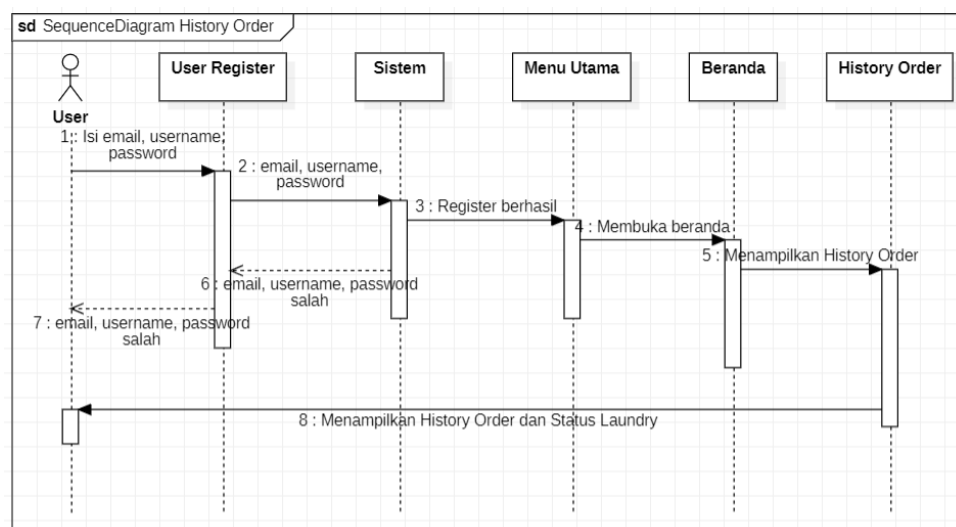 sd SequenceDiagram History Order
User Register
Sistem
Menu Utama
Beranda
History Order
User
1 : Isi email, username,
password
2 : email, username,
password
3 : Register berhasil
4 : Membuka beranda
5 : Menampilkan History Order
6 : email, username, password
salah
7 : email, username, password
salah
8 : Menampilkan History Order dan Status Laundry